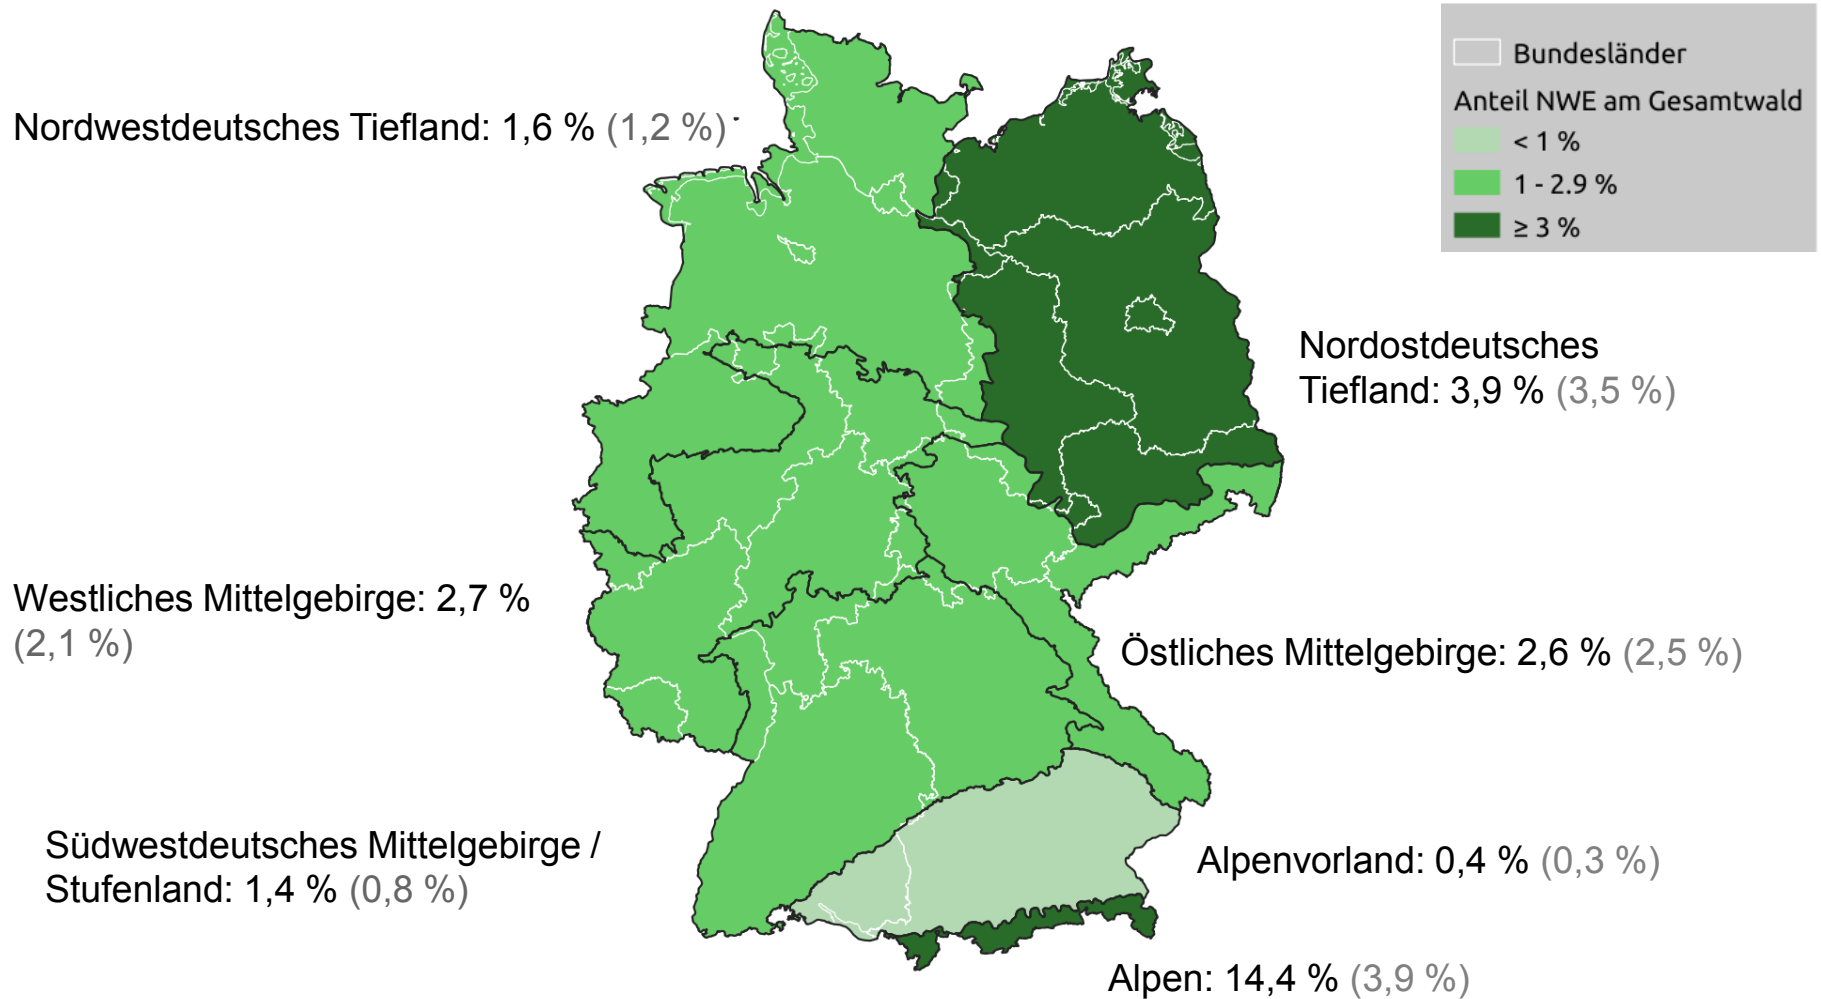 Bundesländer
Anteil NWE am Gesamtwald
< 1 %
1 - 2.9 %
≥ 3 %
Nordwestdeutsches Tiefland: 1,6 % (1,2 %)
Nordostdeutsches
Tiefland: 3,9 % (3,5 %)
Westliches Mittelgebirge: 2,7 %
(2,1 %)
Östliches Mittelgebirge: 2,6 % (2,5 %)
Südwestdeutsches Mittelgebirge /
Stufenland: 1,4 % (0,8 %)
Alpenvorland: 0,4 % (0,3 %)
Alpen: 14,4 % (3,9 %)